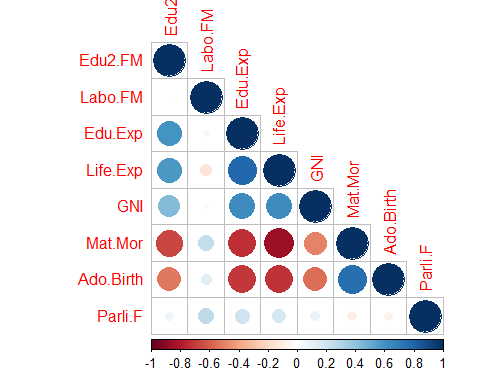 Edu2
Labo.FM
Edu.Exp
Life.Exp
GNI
Mat.Mor
Ado.Birth
Parli.F
Edu2.FM
Labo.FM
Edu.Exp
Life.Exp
GNI
Mat.Mor
Ado.Birth
Parli.F
-1 -0.8 -0.6 -0.4 -0.2 0 0.2 0.4 0.6 0.8 1